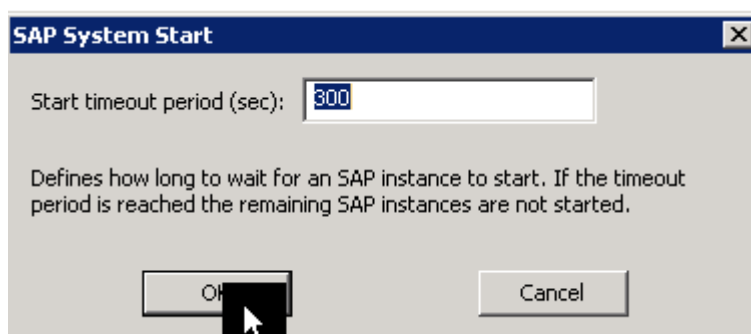 SAP System Start
Start timeout period (sec): 300
Defines how long to wait for an SAP instance to start. If the timeout
period is reached the remaining SAP instances are not started.
Cancel